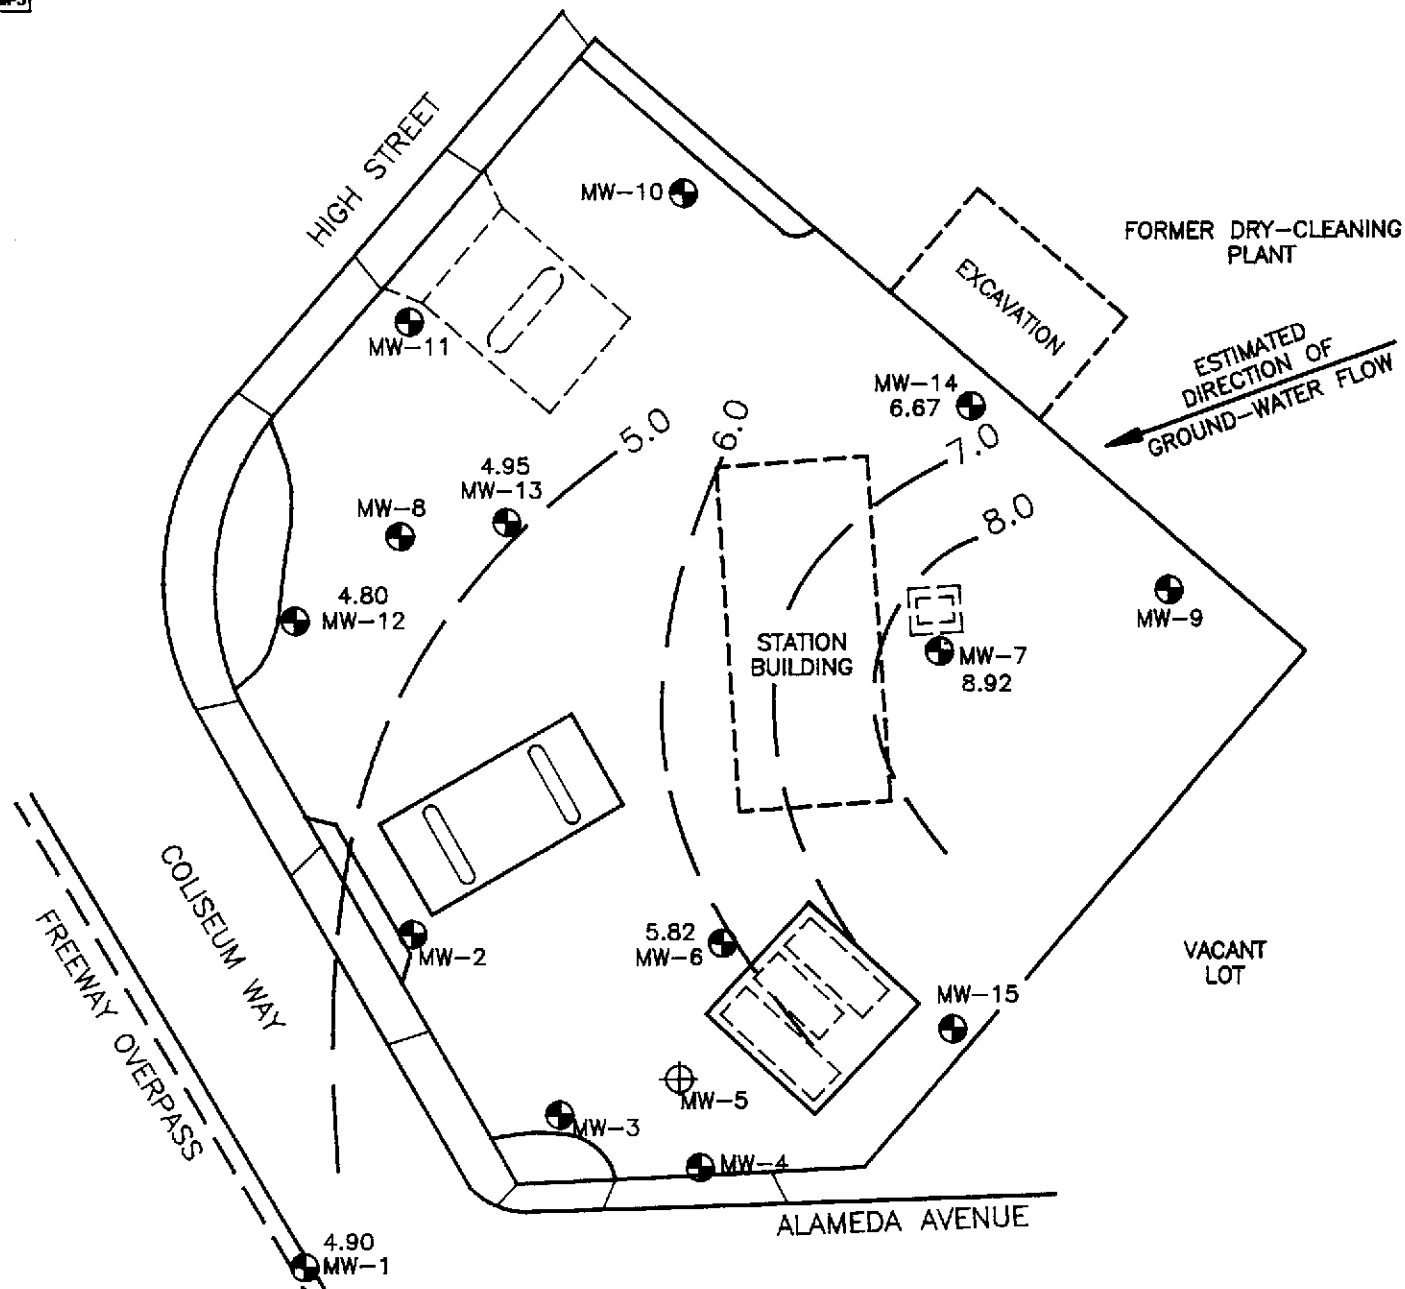 HIGH STREET
MW-10
FORMER DRY-CLEANING
PLANT
EXCAVATION
MW-11
ESTIMATED
DIRECTION OF
GROUND-WATER FLOW
MW-14
6.67
5.0
6.0
7.0
8.0
4.95
MW-13
MW-8
4.80
MW-12
MW-9
STATION
BUILDING
MW-7
8.92
COLISEUM WAY
FREEWAY OVERPASS
MW-2
5.82
MW-6
VACANT
LOT
MW-15
MW-5
MW-3
MW-4
ALAMEDA AVENUE
4.90
MW-1